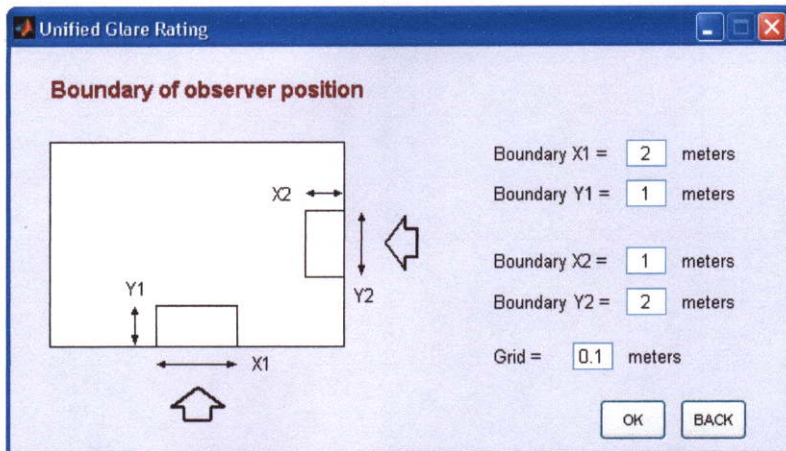 Unified Glare Rating
Boundary of observer position
X2
Y2
Y1
X1
Boundary X1 = 2 meters
Boundary Y1 = 1 meters
Boundary X2 = 1 meters
Boundary Y2 = 2 meters
Grid = 0.1 meters
OK BACK